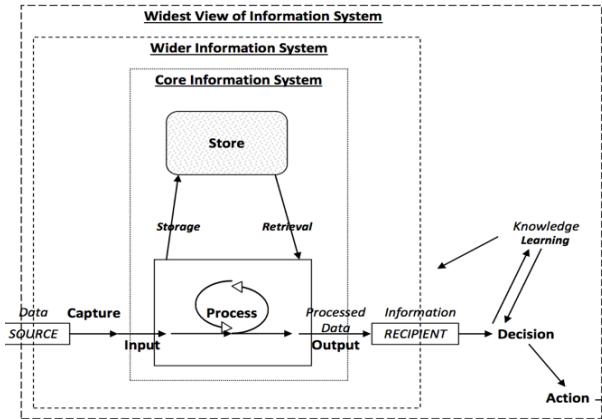 Widest View of Information System
Wider Information System
Core Information System
Store
Storage
Retrieval
Knowledge
Learning
Data
Capture
Process
Processed
Information
SOURCE
Data
RECIPIENT
Decision
Input
Output
Action